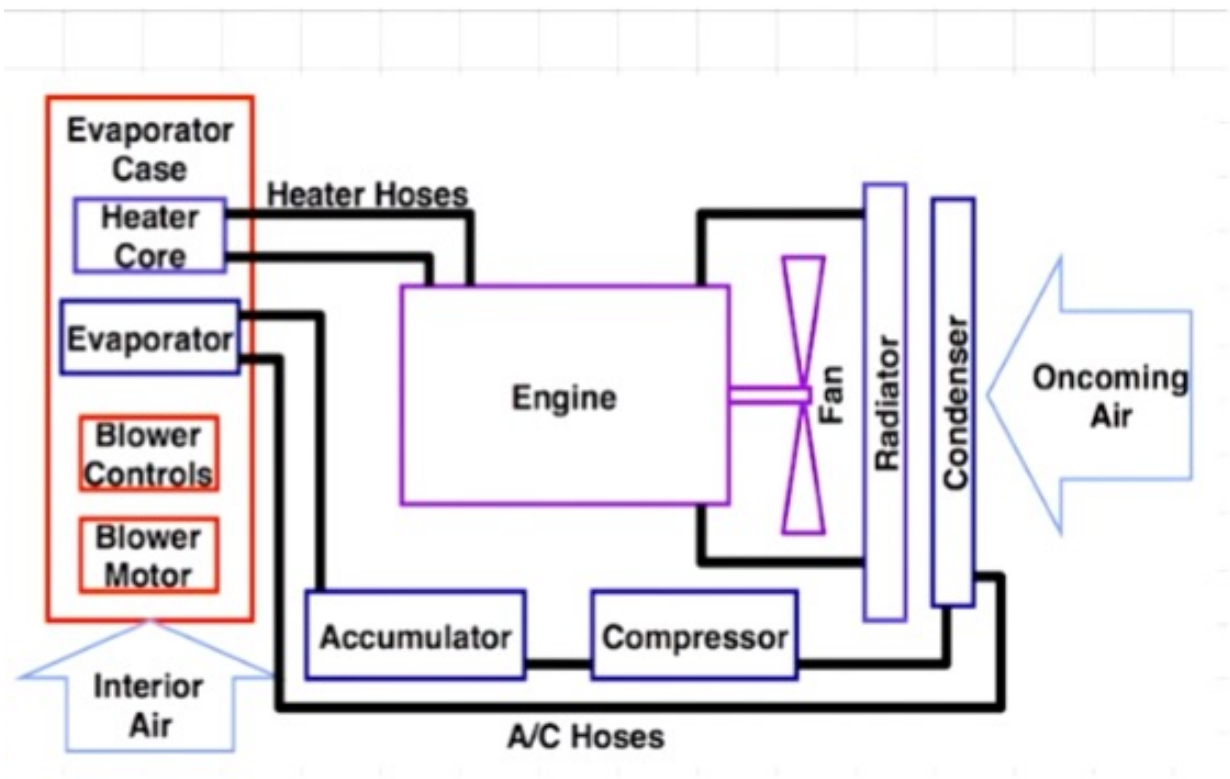 Evaporator
Case
Heater Hoses
Heater
Core
Evaporator
Blower
Controls
Blower
Motor
Interior
Air
Engine
Fan
Radiator
Condenser
Oncoming
Air
Accumulator
Compressor
A/C Hoses